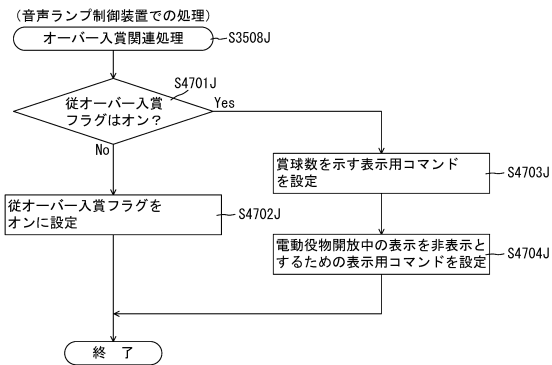 (音声ランプ制御装置での処理)
オーバー入賞関連処理
S3508J
S4701J
従オーバー入賞
フラグはオン?
Yes
No
賞球数を示す表示用コマンド
を設定
S4703J
従オーバー入賞フラグを
オンに設定
S4702J
電動役物開放中の表示を非表示と
するための表示用コマンドを設定
S4704J
終 了